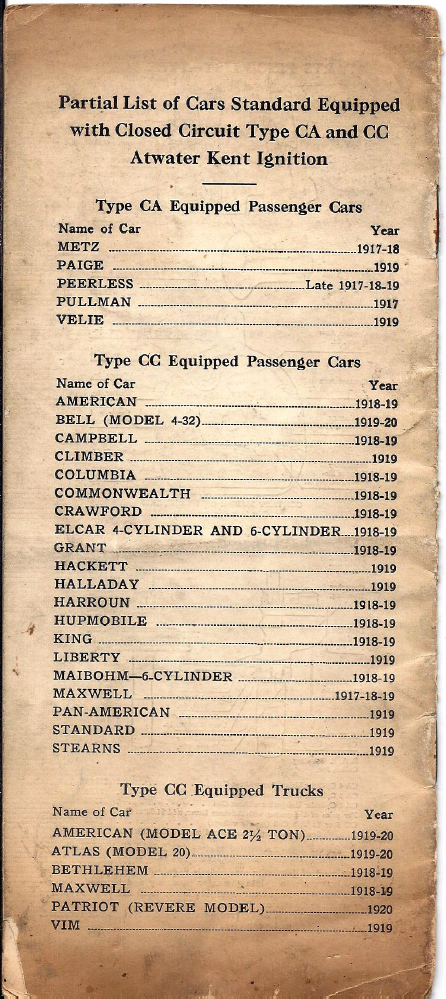 Partial List of Cars Standard Equipped
with Closed Circuit Type CA and CC
Atwater Kent Ignition
Type CA Equipped Passenger Cars
Name of Car Year
METZ 1917-18
PAIGE 1919
PEERLESS Late 1917-18-19
PULLMAN 1917
VELIE 1919
Type CC Equipped Passenger Cars
Name of Car Year
AMERICAN 1918-19
BELL (MODEL 4-32) 1919-20
CAMPBELL 1918-19
CLIMBER 1919
COLUMBIA 1918-19
COMMONWEALTH 1918-19
CRAWFORD 1918-19
ELCAR 4-CYLINDER AND 6-CYLINDER 1918-19
GRANT 1918-19
HACKETT 1919
HALLADAY 1919
HARROUN 1918-19
HUPMOBILE 1918-19
KING 1918-19
LIBERTY 1919
MAIBOHM—6-CYLINDER 1918-19
MAXWELL 1917-18-19
PAN-AMERICAN 1919
STANDARD 1919
STEARNS 1919
Type CC Equipped Trucks
Name of Car Year
AMERICAN (MODEL ACE 2½ TON) 1919-20
ATLAS (MODEL 20) 1919-20
BETHLEHEM 1918-19
MAXWELL 1918-19
PATRIOT (REVERE MODEL) 1920
VIM 1919